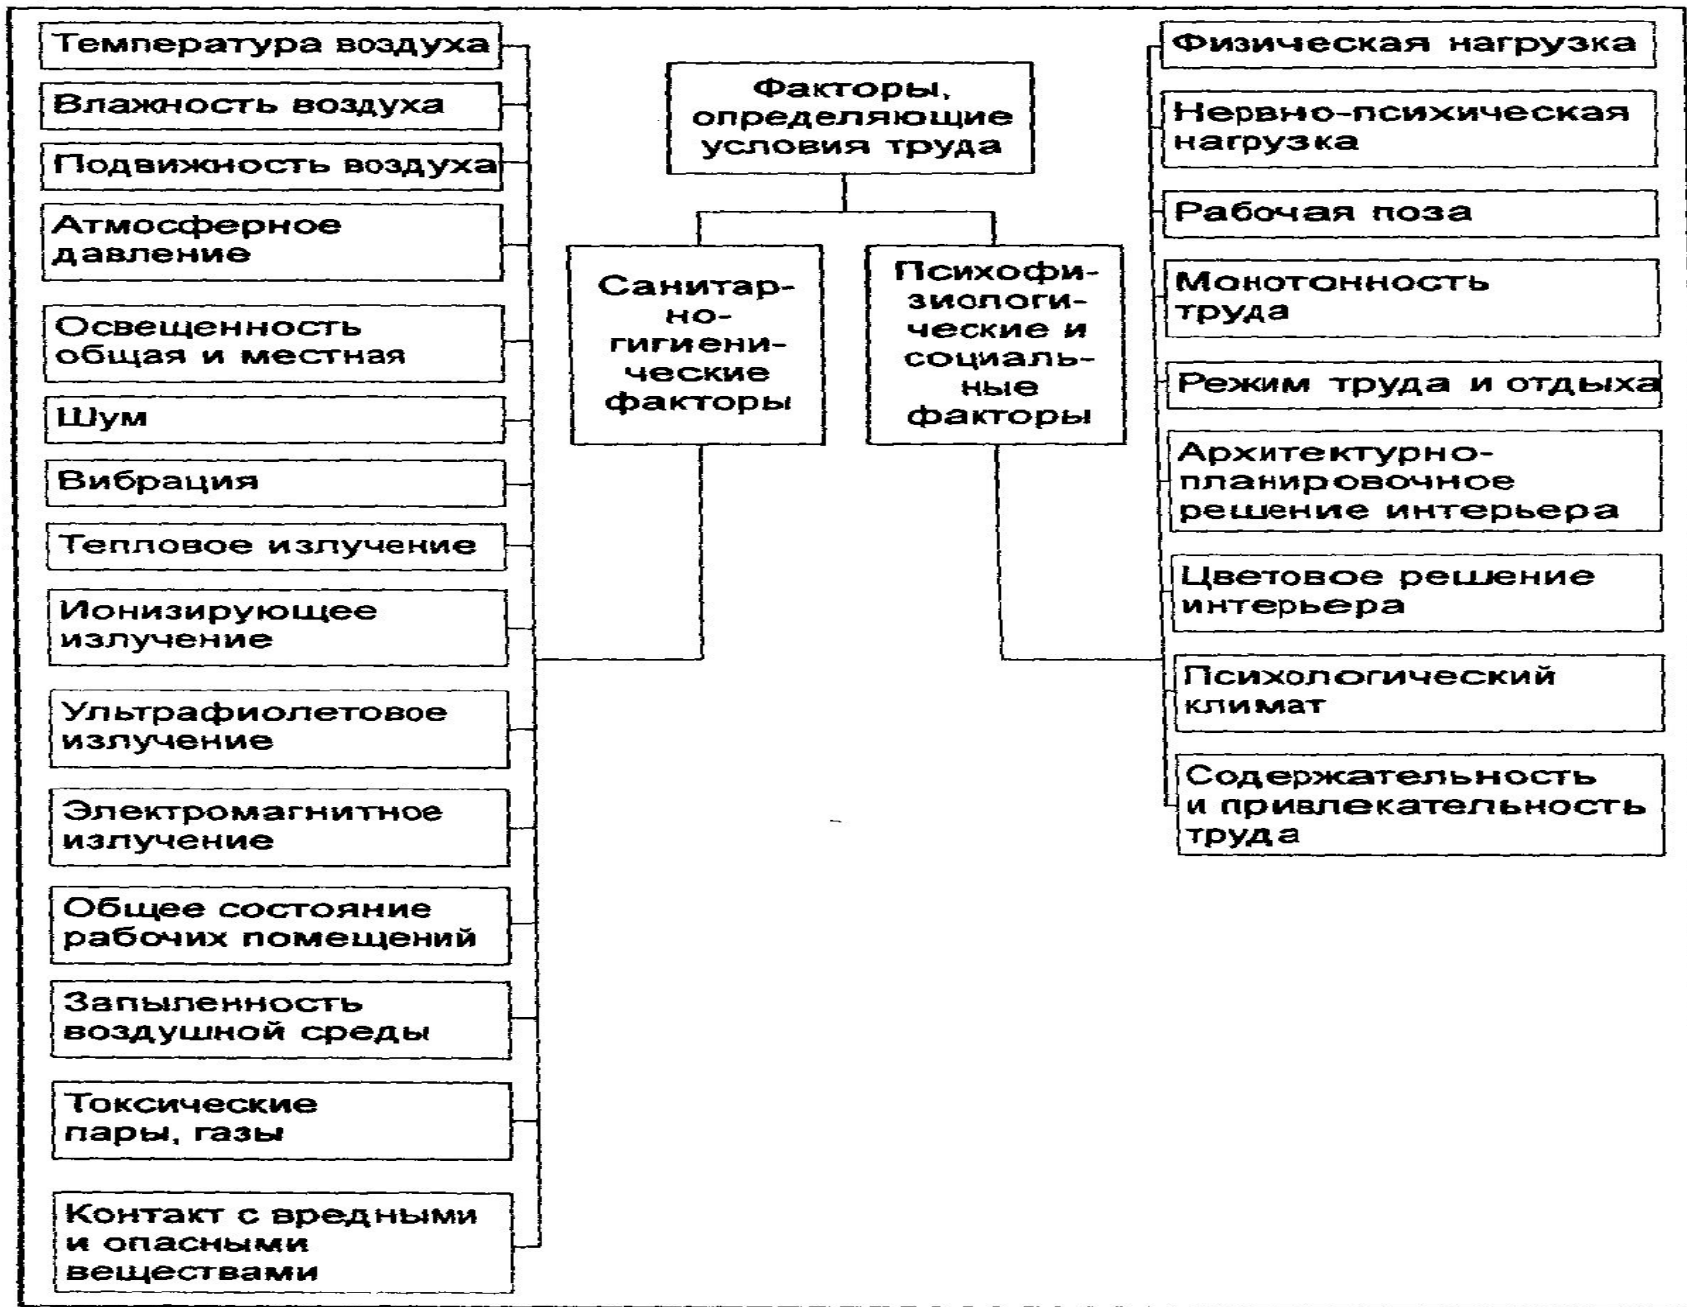 Температура воздуха
Влажность воздуха
Подвижность воздуха
Атмосферное
давление
Освещенность
общая и местная
Шум
Вибрация
Тепловое излучение
Ионизирующее
излучение
Ультрафиолетовое
излучение
Электромагнитное
излучение
Общее состояние
рабочих помещений
Запыленность
воздушной среды
Токсические
пары, газы
Контакт с вредными
и опасными
веществами
Факторы,
определяющие
условия труда
Санитар-
но-
гигиени-
ческие
факторы
Психофи-
зиологи-
ческие и
социаль-
ные
факторы
Физическая нагрузка
Нервно-психическая
нагрузка
Рабочая поза
Монотонность
труда
Режим труда и отдыха
Архитектурно-
планировочное
решение интерьера
Цветовое решение
интерьера
Психологический
климат
Содержательность
и привлекательность
труда